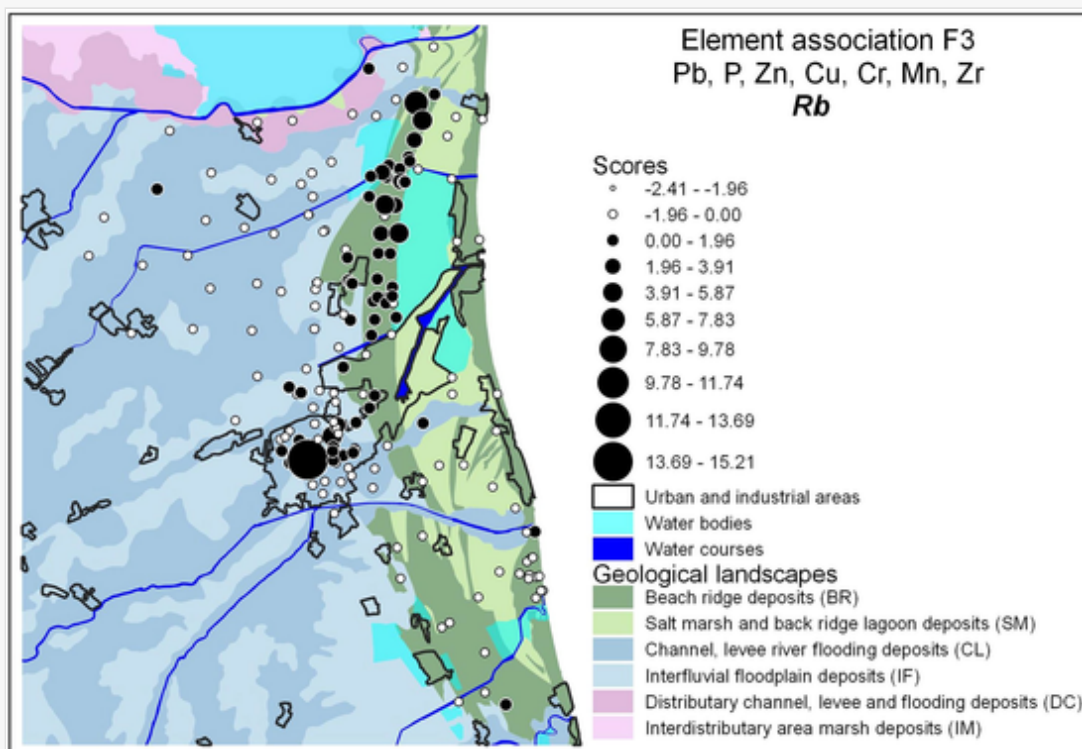 Element association F3
Pb, P, Zn, Cu, Cr, Mn, Zr
Rb
Scores
-2.41 - -1.96
-1.96 - 0.00
0.00 - 1.96
1.96 - 3.91
3.91 - 5.87
5.87 - 7.83
7.83 - 9.78
9.78 - 11.74
11.74 - 13.69
13.69 - 15.21
Urban and industrial areas
Water bodies
Water courses
Geological landscapes
Beach ridge deposits (BR)
Salt marsh and back ridge lagoon deposits (SM)
Channel, levee river flooding deposits (CL)
Interfluvial floodplain deposits (IF)
Distributary channel, levee and flooding deposits (DC)
Interdistributary area marsh deposits (IM)